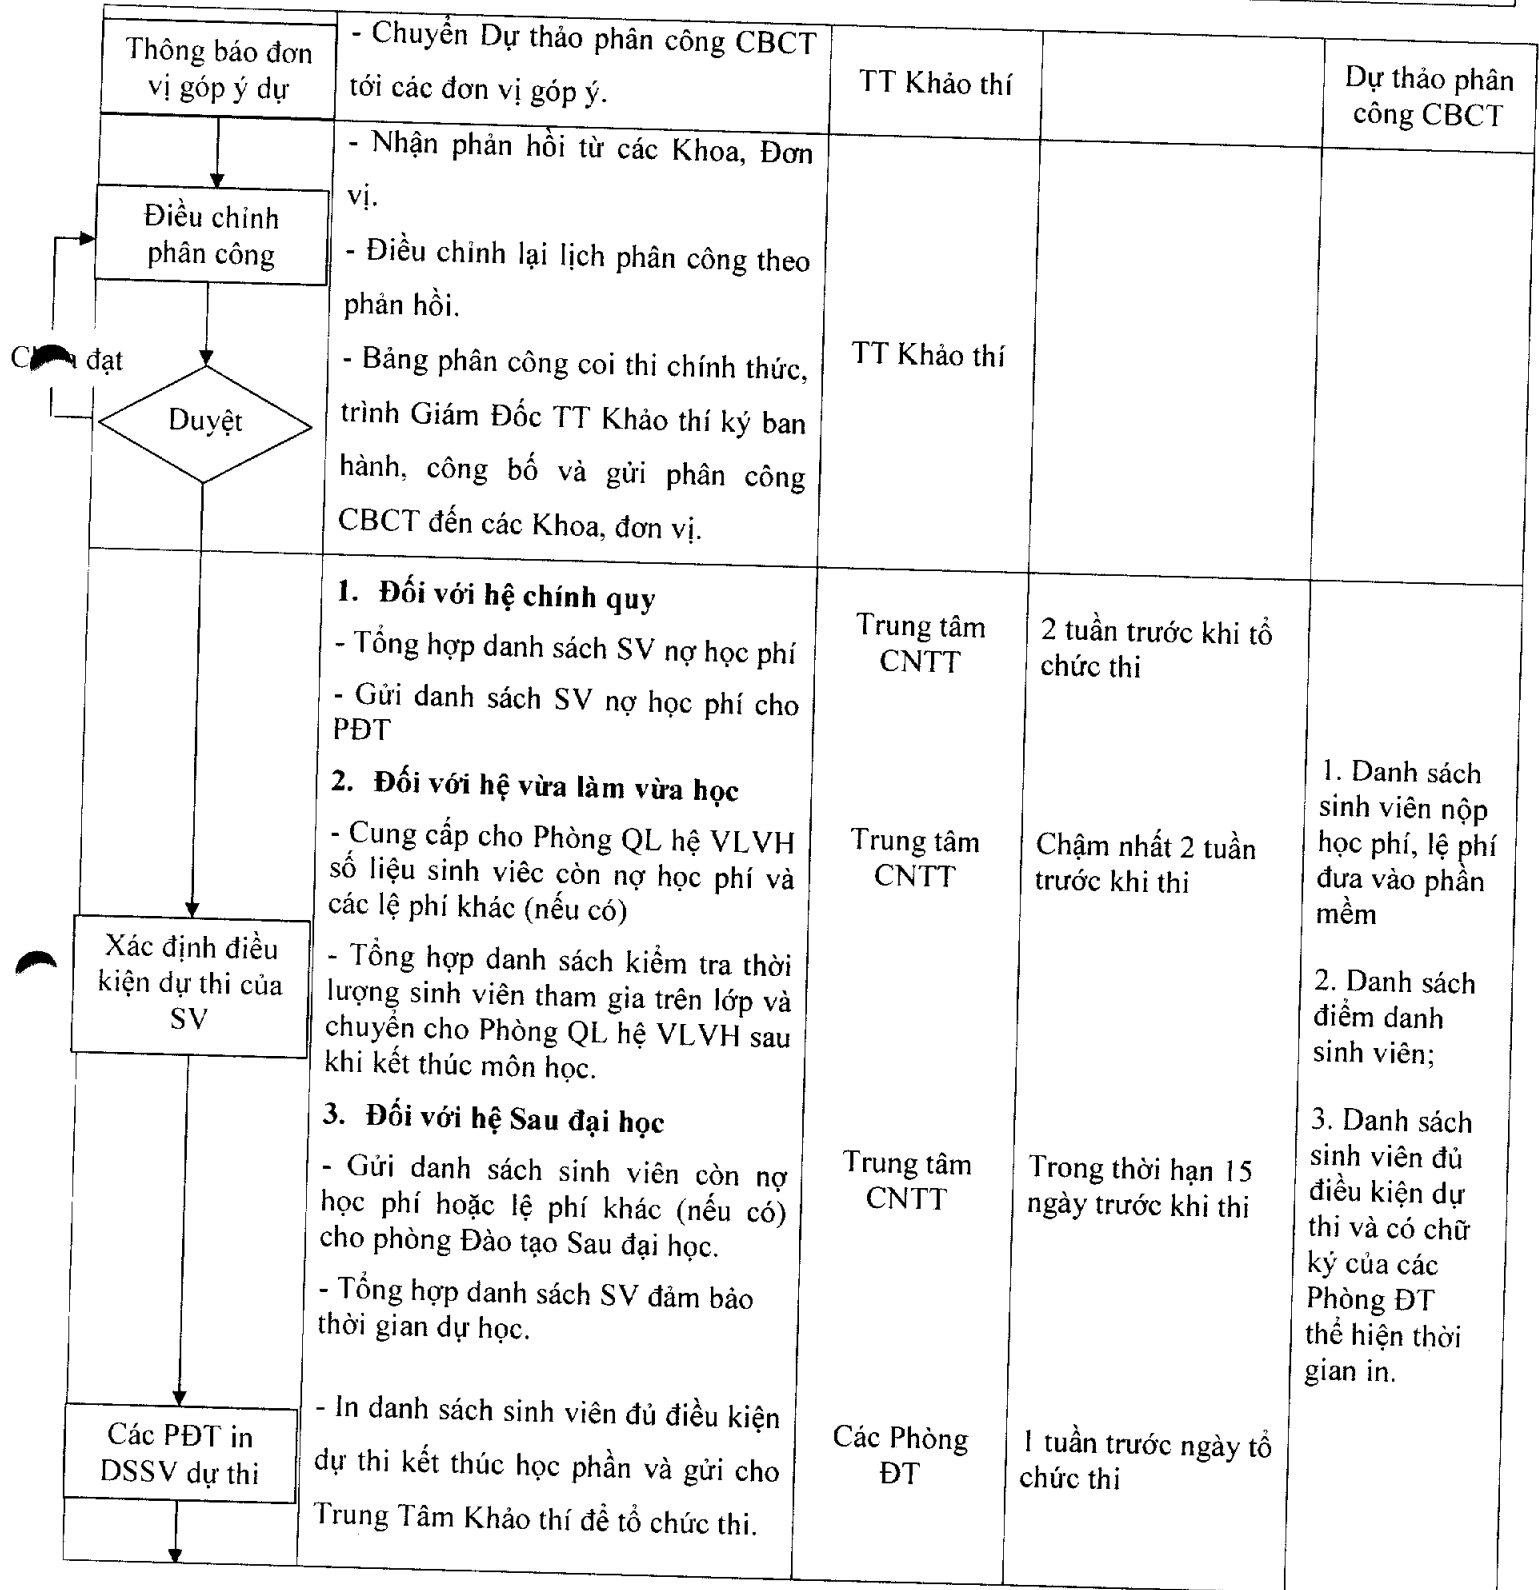 Thông báo đơn
vị góp ý dự
- Chuyển Dự thảo phân công CBCT
tới các đơn vị góp ý.
TT Khảo thí
Dự thảo phân
công CBCT
Điều chỉnh
phân công
đạt
Duyệt
- Nhận phản hồi từ các Khoa, Đơn
vị.
- Điều chỉnh lại lịch phân công theo
phản hồi.
- Bảng phân công coi thi chính thức,
trình Giám Đốc TT Khảo thí ký ban
hành, công bố và gửi phân công
CBCT đến các Khoa, đơn vị.
TT Khảo thí
Xác định điều
kiện dự thi của
SV
1. Đối với hệ chính quy
- Tổng hợp danh sách SV nợ học phí
- Gửi danh sách SV nợ học phí cho
PĐT
Trung tâm
CNTT
2 tuần trước khi tổ
chức thi
2. Đối với hệ vừa làm vừa học
- Cung cấp cho Phòng QL hệ VLVH
số liệu sinh viêc còn nợ học phí và
các lệ phí khác (nếu có)
- Tổng hợp danh sách kiểm tra thời
lượng sinh viên tham gia trên lớp và
chuyển cho Phòng QL hệ VLVH sau
khi kết thúc môn học.
Trung tâm
CNTT
Chậm nhất 2 tuần
trước khi thi
3. Đối với hệ Sau đại học
- Gửi danh sách sinh viên còn nợ
học phí hoặc lệ phí khác (nếu có)
cho phòng Đào tạo Sau đại học.
- Tổng hợp danh sách SV đảm bảo
thời gian dự học.
Trung tâm
CNTT
Trong thời hạn 15
ngày trước khi thi
1. Danh sách
sinh viên nộp
học phí, lệ phí
đưa vào phần
mềm
2. Danh sách
điểm danh
sinh viên;
3. Danh sách
sinh viên đủ
điều kiện dự
thi và có chữ
ký của các
Phòng ĐT
thể hiện thời
gian in.
Các PĐT in
DSSV dự thi
- In danh sách sinh viên đủ điều kiện
dự thi kết thúc học phần và gửi cho
Trung Tâm Khảo thí để tổ chức thi.
Các Phòng
ĐT
1 tuần trước ngày tổ
chức thi